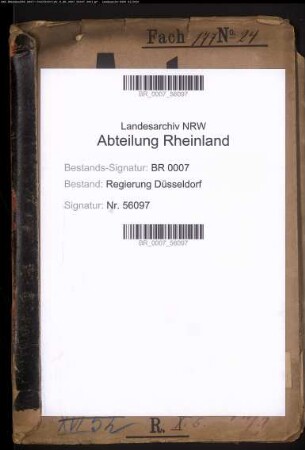 Fach 149 No. 24
BR_0007_56097
Landesarchiv NRW
Abteilung Rheinland
Bestands-Signatur: BR 0007
Bestand: Regierung Düsseldorf
Signatur: Nr. 56097
BR_0007_56097
R.